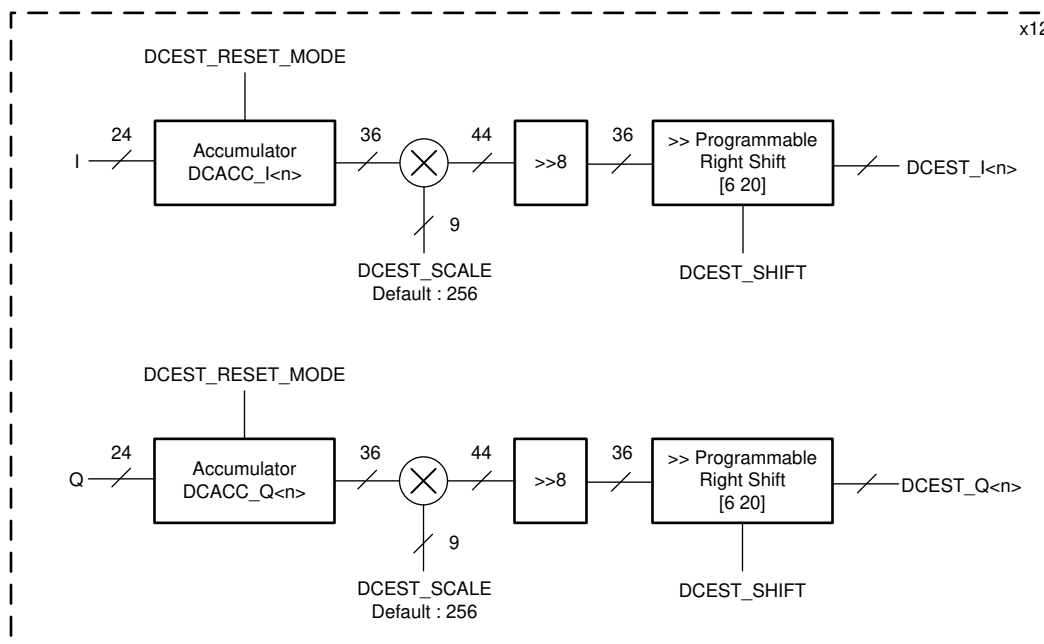 x12
DCEST_RESET_MODE
24
36
44
36
I
Accumulator
DCACC_I<n>
>>8
>> Programmable
Right Shift
[6 20]
DCEST_I<n>
9
DCEST_SCALE
Default : 256
DCEST_SHIFT
DCEST_RESET_MODE
24
36
44
36
Q
Accumulator
DCACC_Q<n>
>>8
>> Programmable
Right Shift
[6 20]
DCEST_Q<n>
9
DCEST_SCALE
Default : 256
DCEST_SHIFT